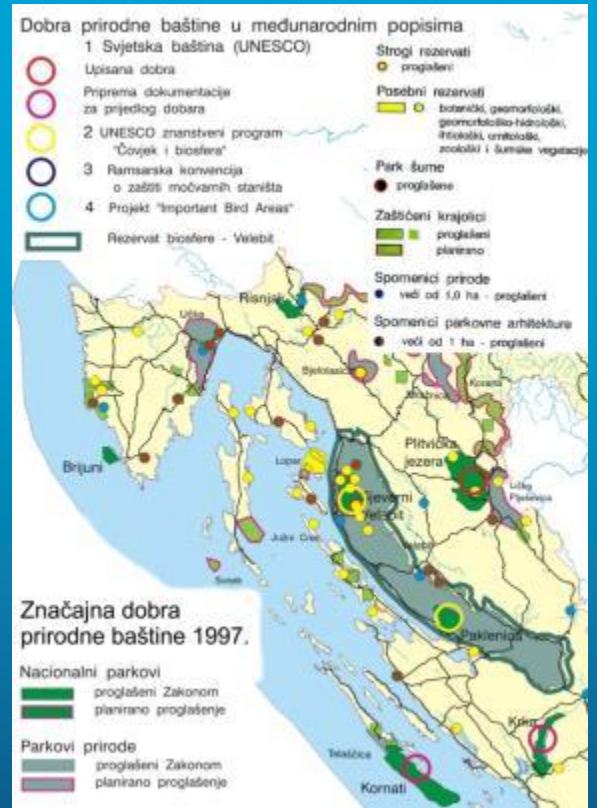 Dobra prirodne baštine u međunarodnim popisima
1 Svjetska baština (UNESCO)
Upisana dobra
Priprema dokumentacije
za prijedlog dobara
2 UNESCO znanstveni program
"Čovjek i biosfera"
3 Ramsarska konvencija
o zaštiti močvarnih staništa
4 Projekt "Important Bird Areas"
Rezervat biosfere - Velebit
Strogi rezervati
proglašeni
Posebni rezervati
botanički, geomorfološki,
geomorfološko-hidrološki,
ihtiološki, ornitološki,
zoološki i šumske vegetacije
Park šume
proglašene
Zaštićeni krajolici
proglašeni
planirano
Spomenici prirode
veći od 1,0 ha - proglašeni
Spomenici parkovne arhitekture
veći od 1 ha - proglašeni
Risnjak
Učka
Bjelolasica
Korana
Plitvička
jezera
Brijuni
Lopar
Sjeverni
Velebit
Lička
Plješevica
Susak
Paklenica
Krka
Telašćica
Kornati
Značajna dobra
prirodne baštine 1997.
Nacionalni parkovi
proglašeni Zakonom
planirano proglašenje
Parkovi prirode
proglašeni Zakonom
planirano proglašenje